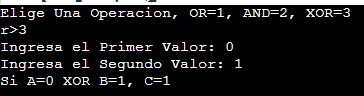 Elige Una Operacion, OR=1, AND=2, XOR=3
r>3
Ingresa el Primer Valor: 0
Ingresa el Segundo Valor: 1
Si A=0 XOR B=1, C=1